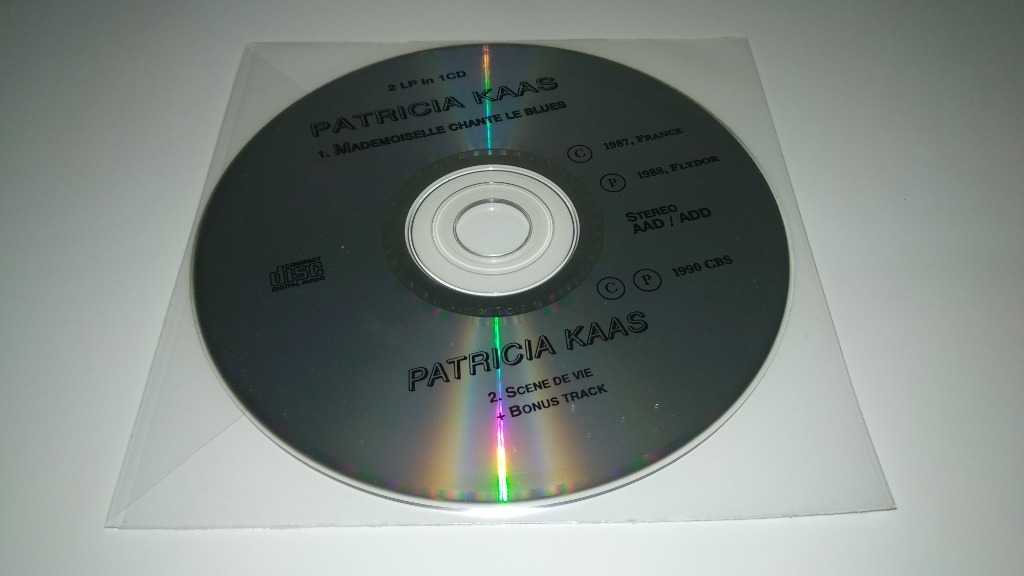 2 LP in 1CD
PATRICIA KAAS
1. MADEMOISELLE CHANTE LE BLUES
C 1987, FRANCE
P 1988, FLYDOR
STEREO
AAD / ADD
COMPACT
disc
DIGITAL AUDIO
C P 1990 CBS
PATRICIA KAAS
2. SCENE DE VIE
+ BONUS TRACK